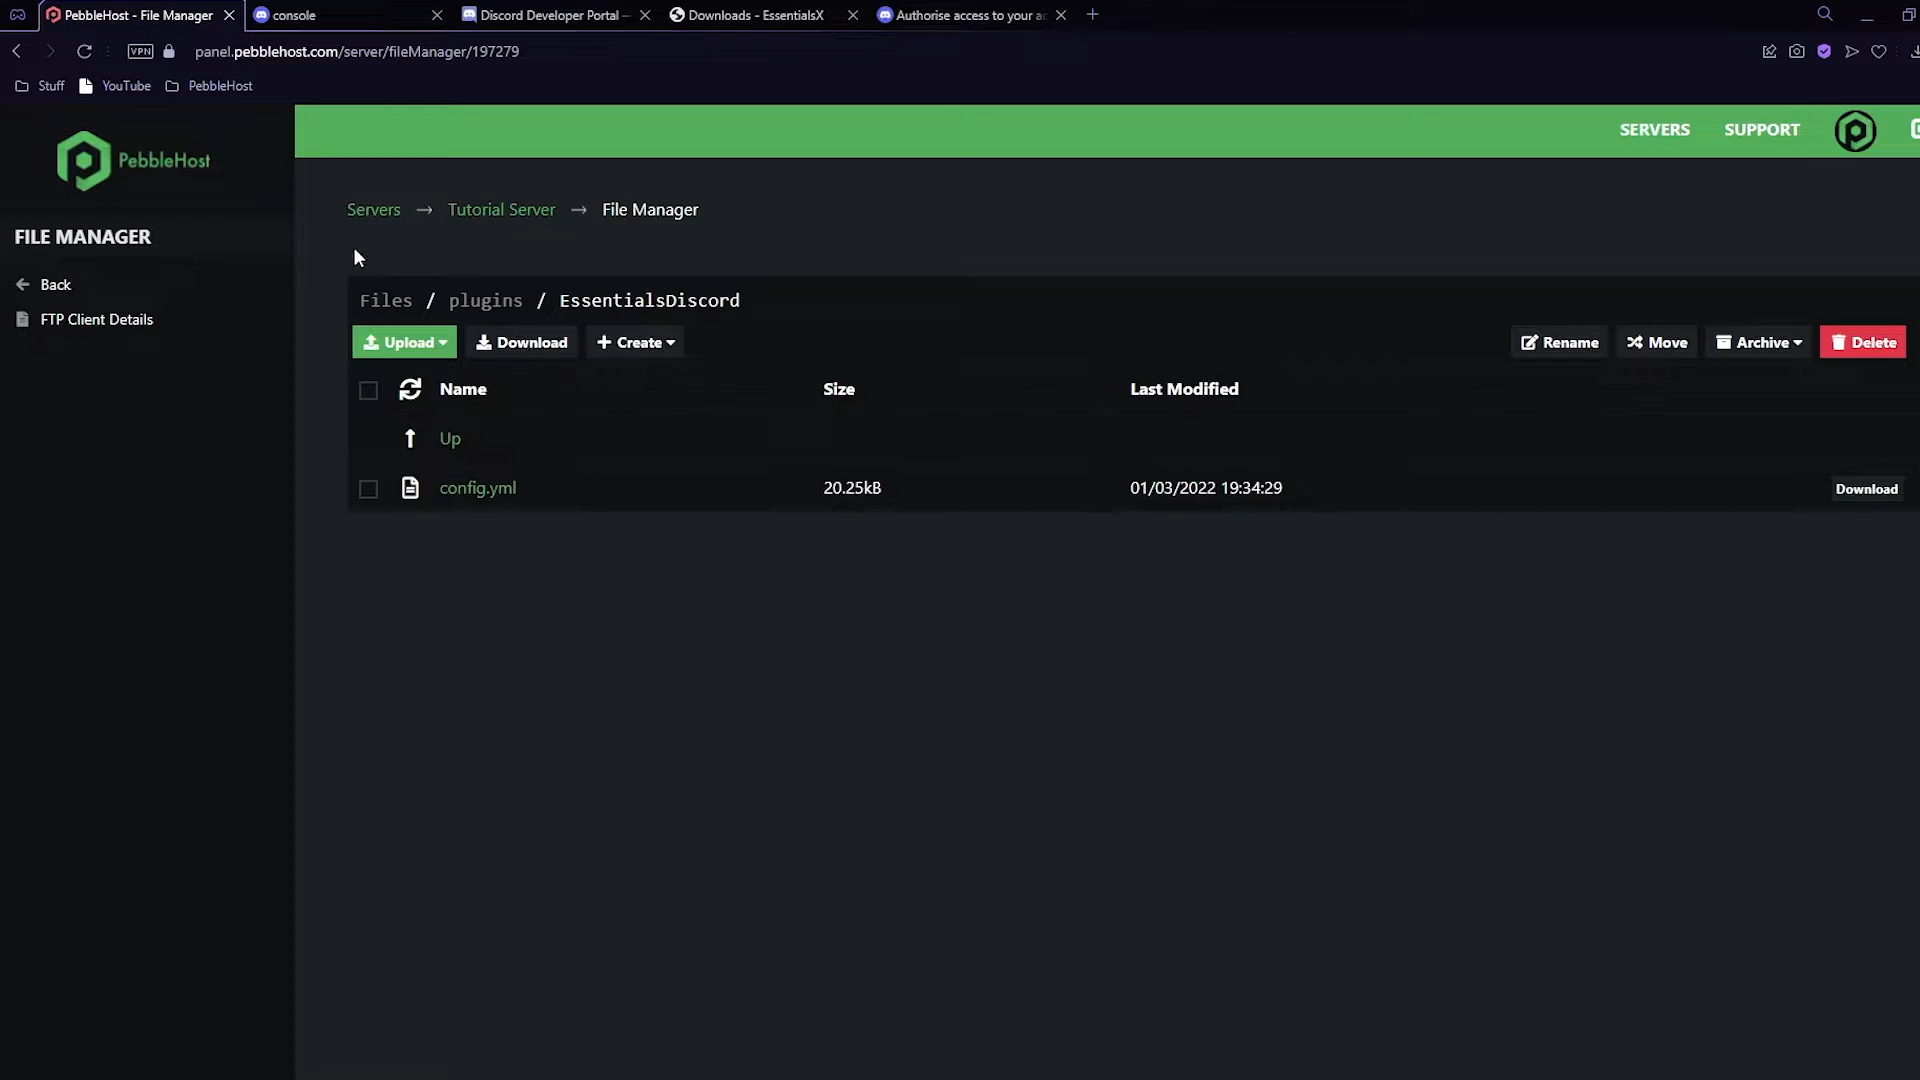 PebbleHost - File Manager
console
Discord Developer Portal -
Downloads - EssentialsX
Authorise access to your ac
VPN
panel.pebblehost.com/server/fileManager/197279
Stuff
YouTube
PebbleHost
PebbleHost
SERVERS
SUPPORT
FILE MANAGER
Back
FTP Client Details
Servers → Tutorial Server → File Manager
Files / plugins / EssentialsDiscord
Upload
Download
Create
Rename
Move
Archive
Delete
Name Size Last Modified
Up
config.yml 20.25kB 01/03/2022 19:34:29 Download